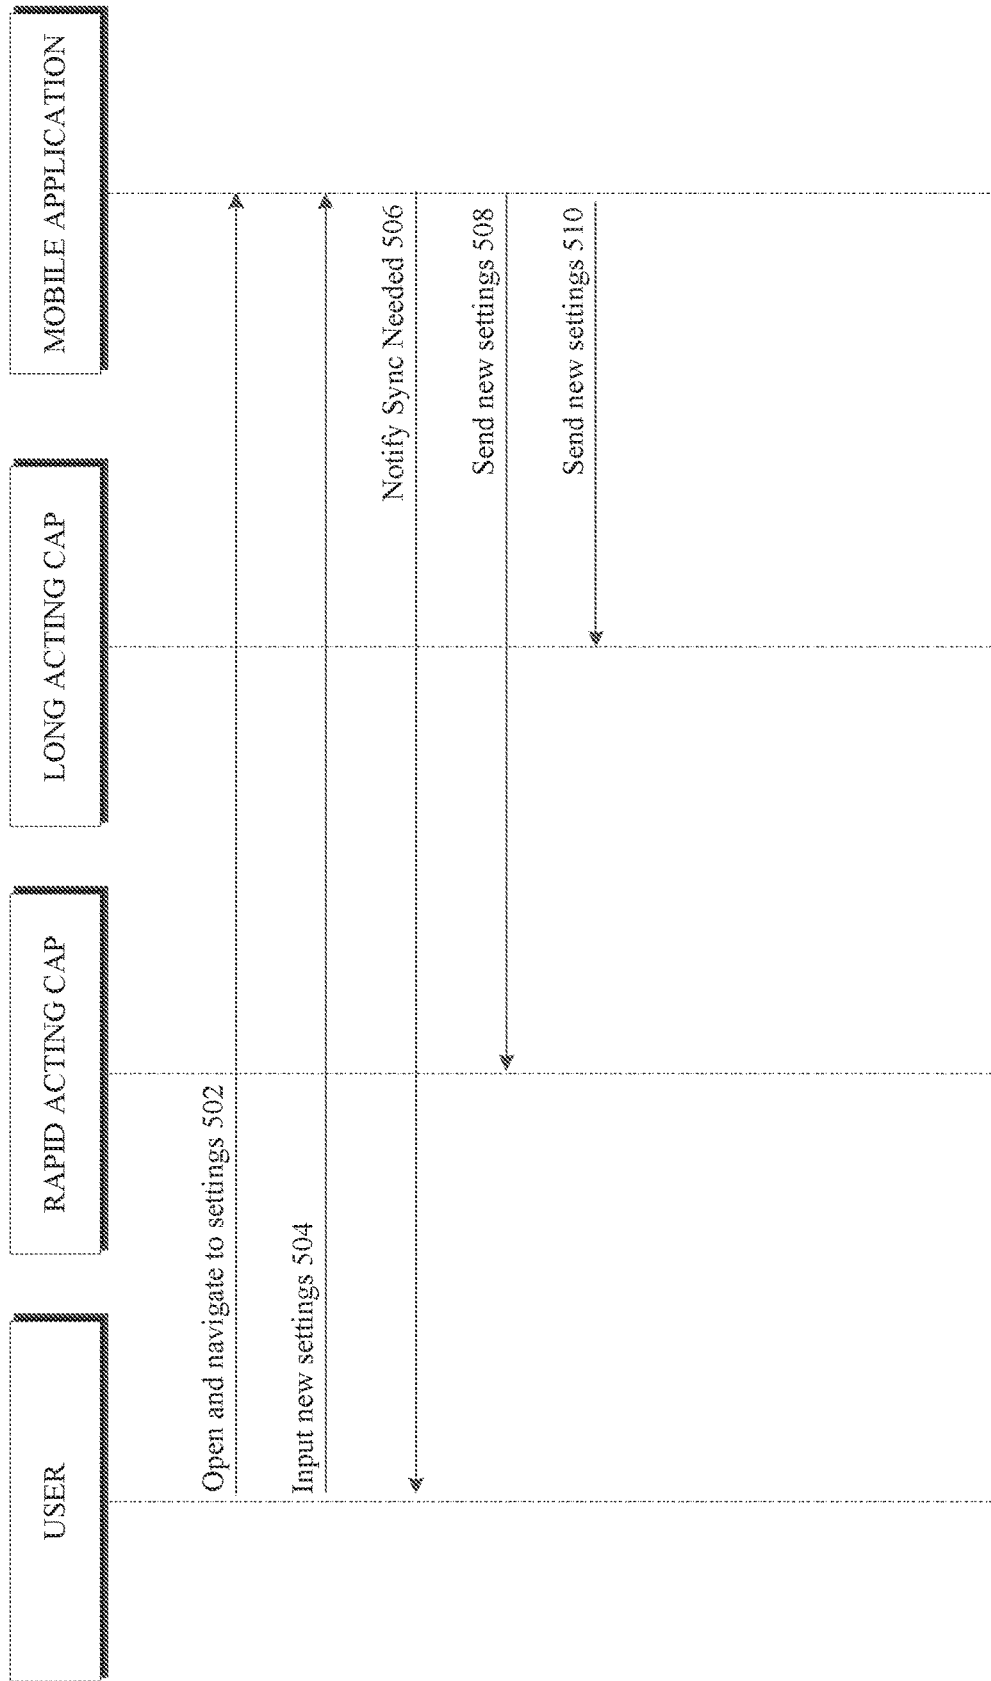 USER
RAPID ACTING CAP
LONG ACTING CAP
MOBILE APPLICATION
Open and navigate to settings 502
Input new settings 504
Notify Sync Needed 506
Send new settings 508
Send new settings 510